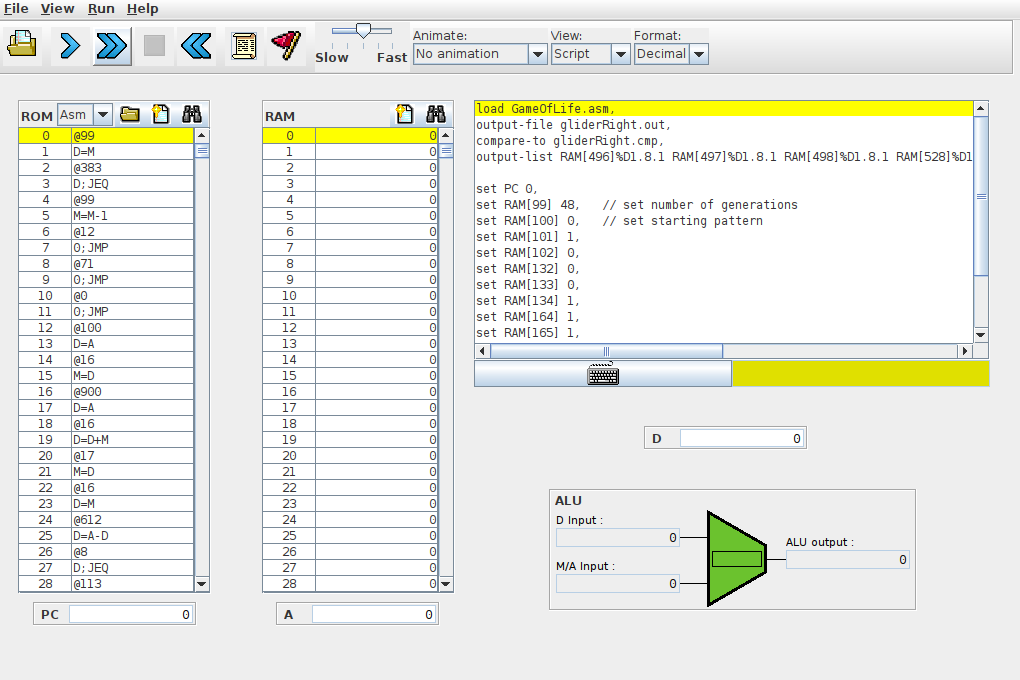 File View Run Help
Slow Fast
Animate:
No animation
View:
Script
Format:
Decimal
ROM Asm
0 @99
1 D=M
2 @383
3 D;JEQ
4 @99
5 M=M-1
6 @12
7 0;JMP
8 @71
9 0;JMP
10 @0
11 0;JMP
12 @100
13 D=A
14 @16
15 M=D
16 @900
17 D=A
18 @16
19 D=D+M
20 @17
21 M=D
22 @16
23 D=M
24 @612
25 D=A-D
26 @8
27 D;JEQ
28 @113
PC 0
RAM
0 0
1 0
2 0
3 0
4 0
5 0
6 0
7 0
8 0
9 0
10 0
11 0
12 0
13 0
14 0
15 0
16 0
17 0
18 0
19 0
20 0
21 0
22 0
23 0
24 0
25 0
26 0
27 0
28 0
A 0
load GameOfLife.asm,
output-file gliderRight.out,
compare-to gliderRight.cmp,
output-list RAM[496]%D1.8.1 RAM[497]%D1.8.1 RAM[498]%D1.8.1 RAM[528]%D1
set PC 0,
set RAM[99] 48, // set number of generations
set RAM[100] 0, // set starting pattern
set RAM[101] 1,
set RAM[102] 0,
set RAM[132] 0,
set RAM[133] 0,
set RAM[134] 1,
set RAM[164] 1,
set RAM[165] 1,
D 0
ALU
D Input :
0
M/A Input :
0
ALU output :
0